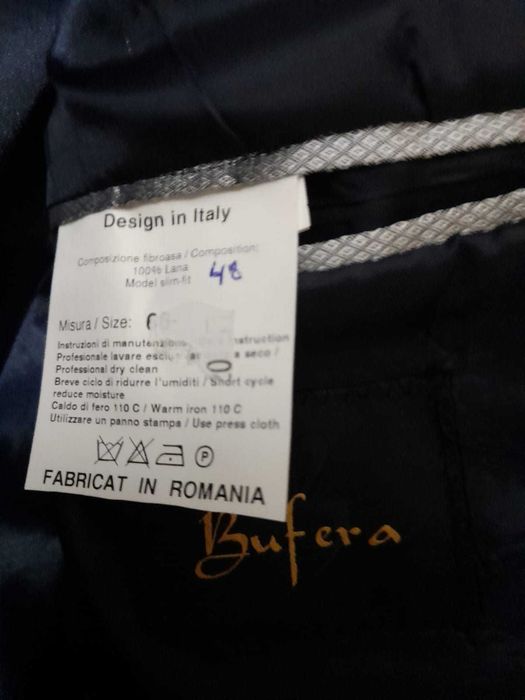 Design in Italy
Composizione fibroasa / Composition:
100% Lana
48
Model slim-fit
Misura / Size: 6
Instruzioni di
Profesionale lavare a seco /
Professional dry clean
Breve ciclo di ridurre l'umiditi / Short cycle
reduce moisture
Caldo di fero 110 C / Warm iron 110 C
Utilizzare un panno stampa / Use press cloth
P
FABRICAT IN ROMANIA
Bufera